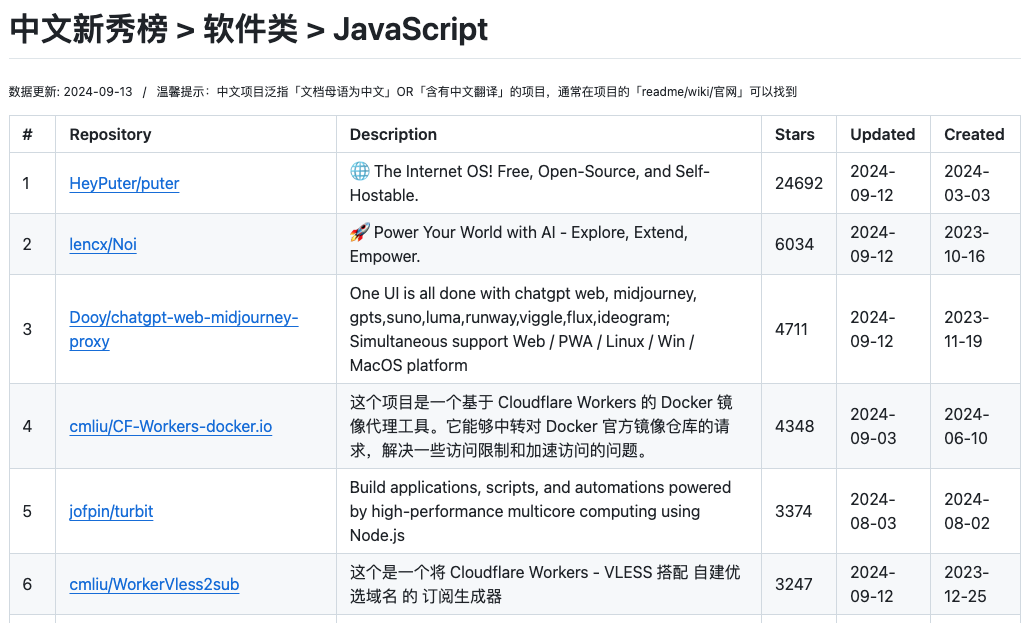 中文新秀榜 > 软件类 > JavaScript
数据更新: 2024-09-13 / 温馨提示：中文项目泛指「文档母语为中文」OR「含有中文翻译」的项目，通常在项目的「readme/wiki/官网」可以找到
# Repository Description Stars Updated Created
1 HeyPuter/puter 🌐 The Internet OS! Free, Open-Source, and Self-
Hostable. 24692 2024-
09-12 2024-
03-03
2 lencx/Noi 🚀 Power Your World with AI - Explore, Extend,
Empower. 6034 2024-
09-12 2023-
10-16
3 Dooy/chatgpt-web-midjourney-
proxy One UI is all done with chatgpt web, midjourney,
gpts,suno,luma,runway,viggle,flux,ideogram;
Simultaneous support Web / PWA / Linux / Win /
MacOS platform 4711 2024-
09-12 2023-
11-19
4 cmliu/CF-Workers-docker.io 这个项目是一个基于 Cloudflare Workers 的 Docker 镜
像代理工具。它能够中转对 Docker 官方镜像仓库的请
求，解决一些访问限制和加速访问的问题。 4348 2024-
09-03 2024-
06-10
5 jofpin/turbit Build applications, scripts, and automations powered
by high-performance multicore computing using
Node.js 3374 2024-
08-03 2024-
08-02
6 cmliu/WorkerVless2sub 这个是一个将 Cloudflare Workers - VLESS 搭配 自建优
选域名 的 订阅生成器 3247 2024-
09-12 2023-
12-25